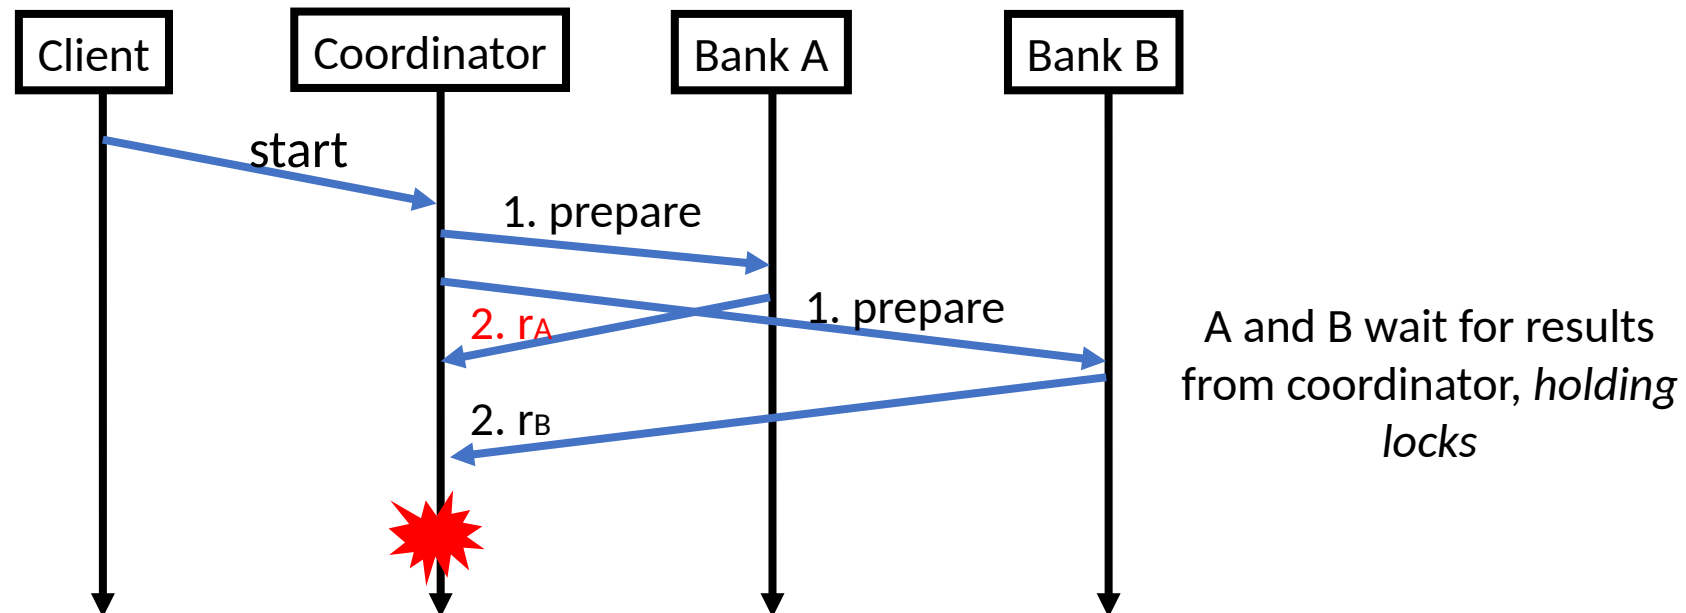 Client
Coordinator
Bank A
Bank B
start
1. prepare
1. prepare
2. rA
2. rB
A and B wait for results
from coordinator, holding
locks